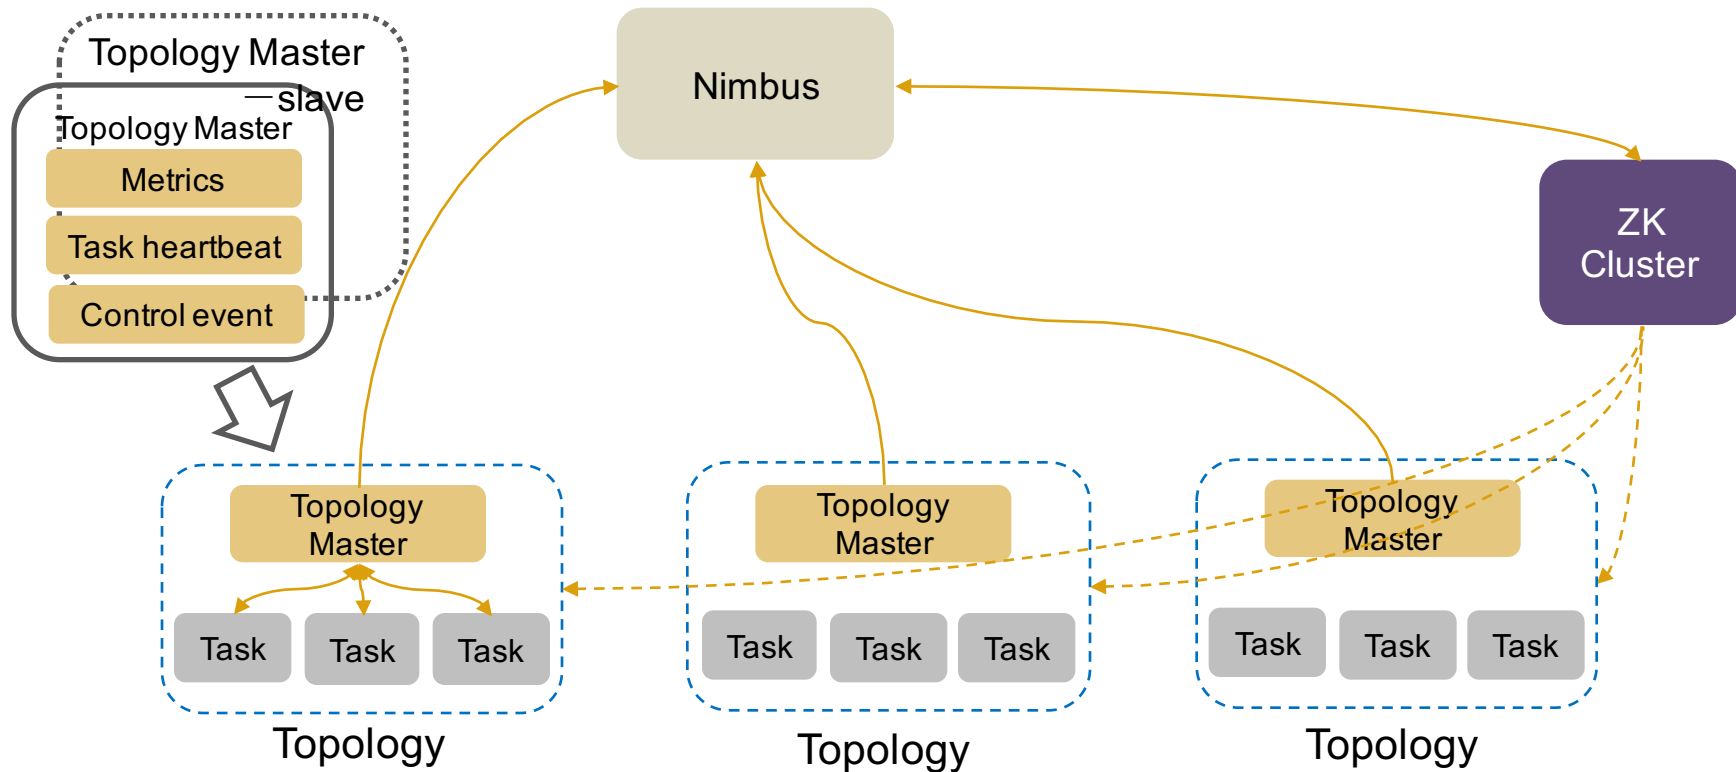 Topology Master
—slave
Topology Master
Metrics
Task heartbeat
Control event
Nimbus
ZK
Cluster
Topology
Master
Task
Task
Task
Topology
Topology
Master
Task
Task
Task
Topology
Topology
Master
Task
Task
Task
Topology